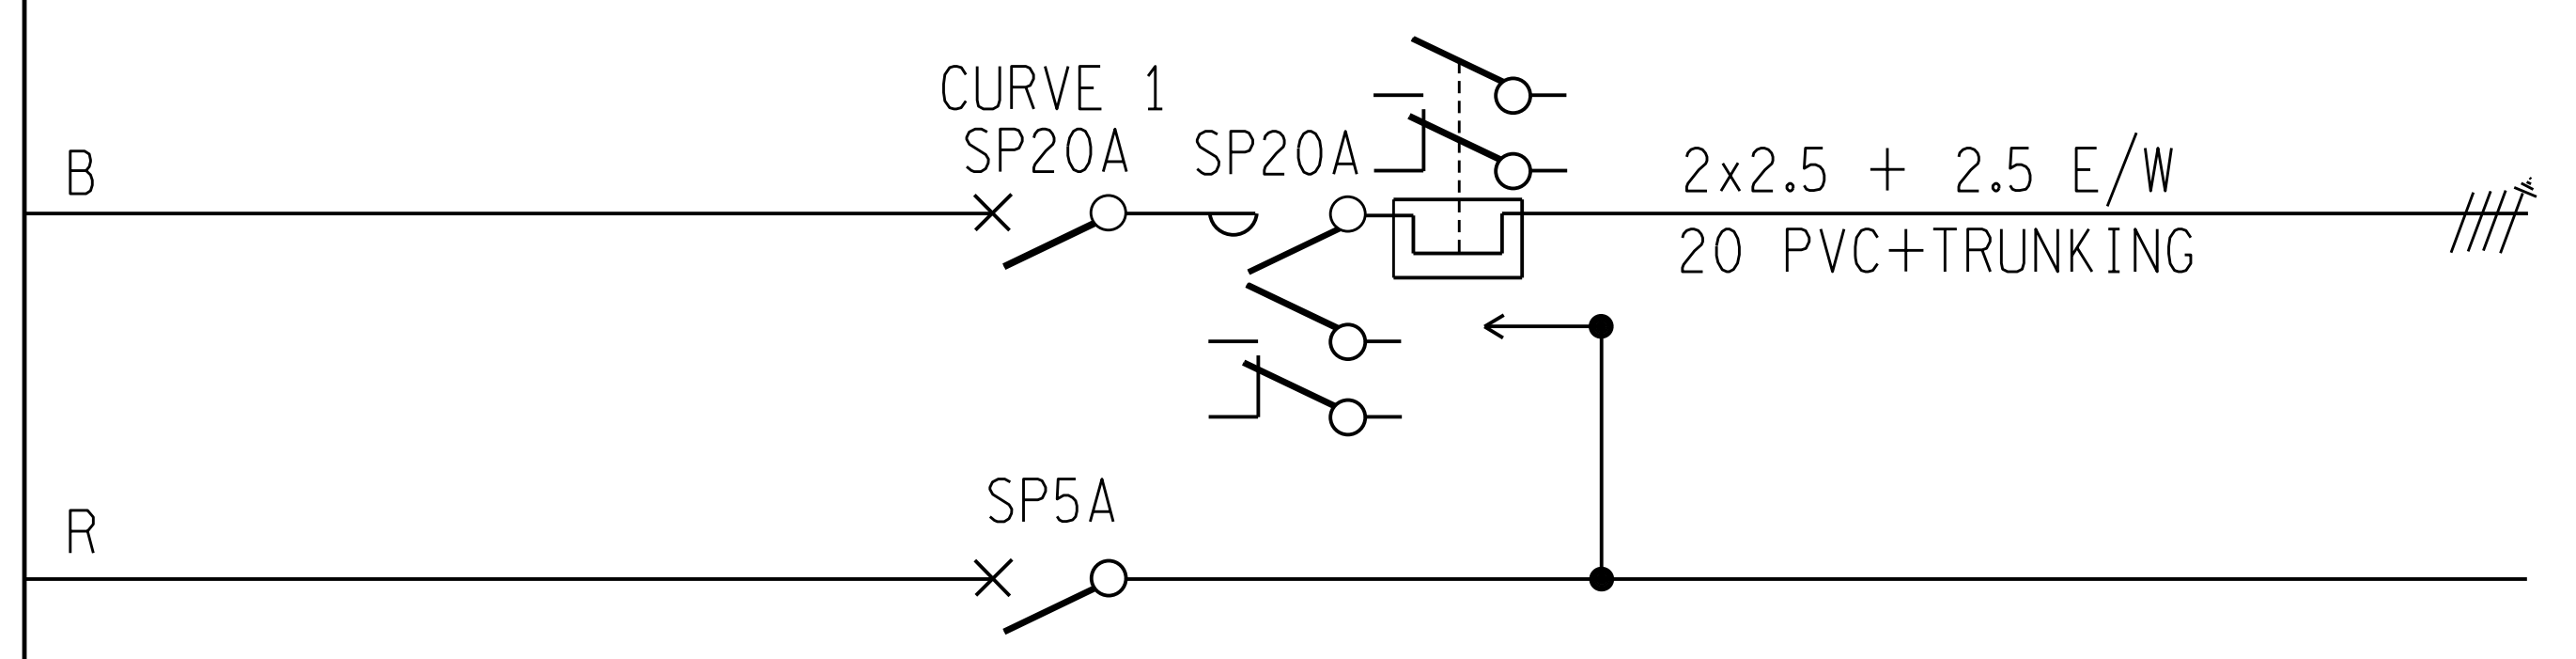 CURVE 1
B
SP20A
SP20A
2x2.5 + 2.5 E/W
20 PVC+TRUNKING
R
SP5A